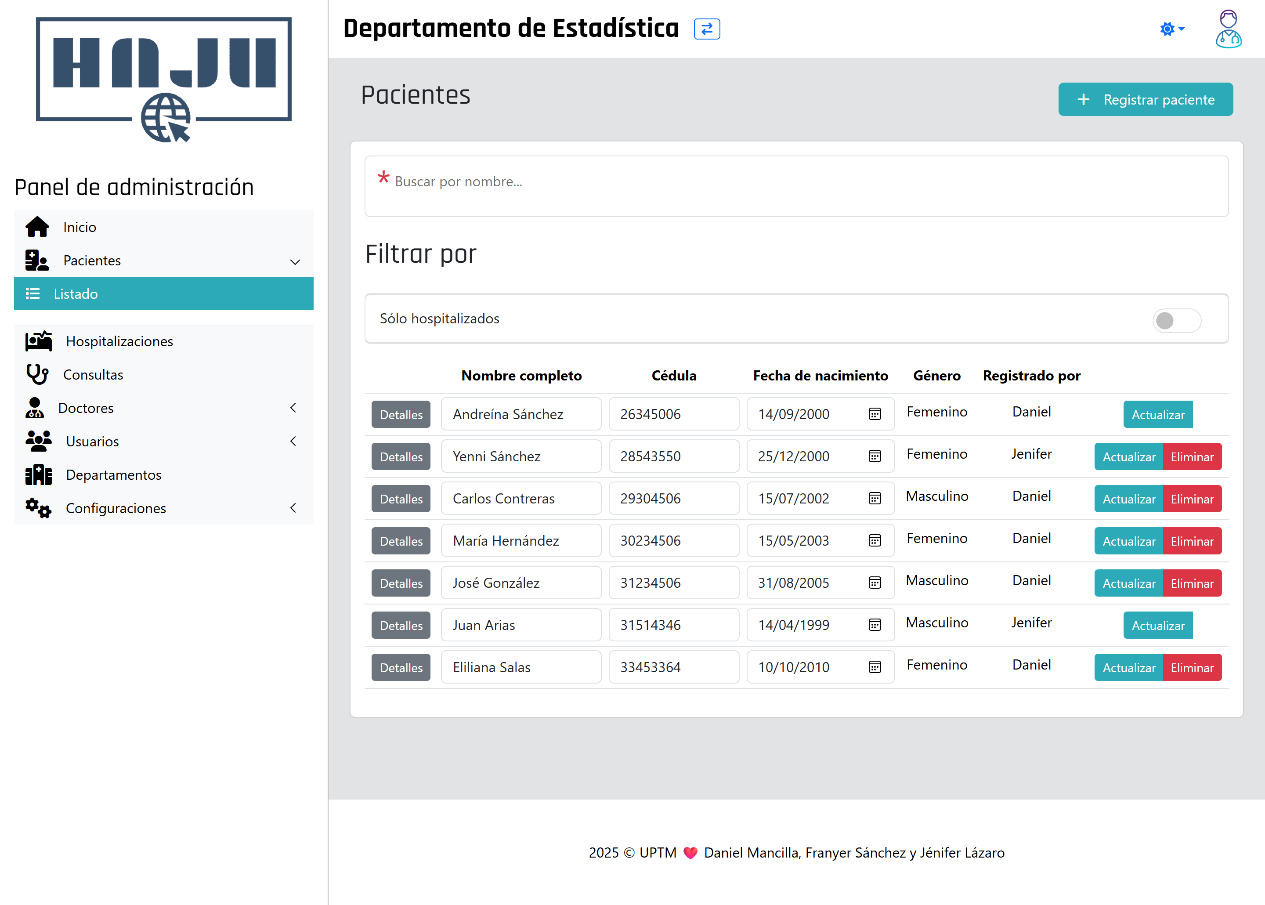 HNJU
Panel de administración
Inicio
Pacientes
Listado
Hospitalizaciones
Consultas
Doctores
Usuarios
Departamentos
Configuraciones
Departamento de Estadística
Pacientes
+ Registrar paciente
* Buscar por nombre...
Filtrar por
Sólo hospitalizados
Nombre completo Cédula Fecha de nacimiento Género Registrado por
Detalles Andreína Sánchez 26345006 14/09/2000 Femenino Daniel Actualizar
Detalles Yenni Sánchez 28543550 25/12/2000 Femenino Jenifer Actualizar Eliminar
Detalles Carlos Contreras 29304506 15/07/2002 Masculino Daniel Actualizar Eliminar
Detalles María Hernández 30234506 15/05/2003 Femenino Daniel Actualizar Eliminar
Detalles José González 31234506 31/08/2005 Masculino Daniel Actualizar Eliminar
Detalles Juan Arias 31514346 14/04/1999 Masculino Jenifer Actualizar
Detalles Eliliana Salas 33453364 10/10/2010 Femenino Daniel Actualizar Eliminar
2025 © UPTM ❤ Daniel Mancilla, Franyer Sánchez y Jénifer Lázaro